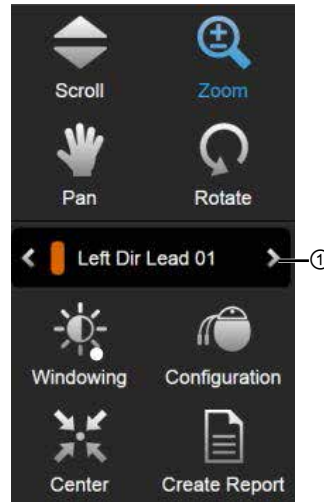 Scroll Zoom
Pan Rotate
Left Dir Lead 01
①
Windowing Configuration
Center Create Report